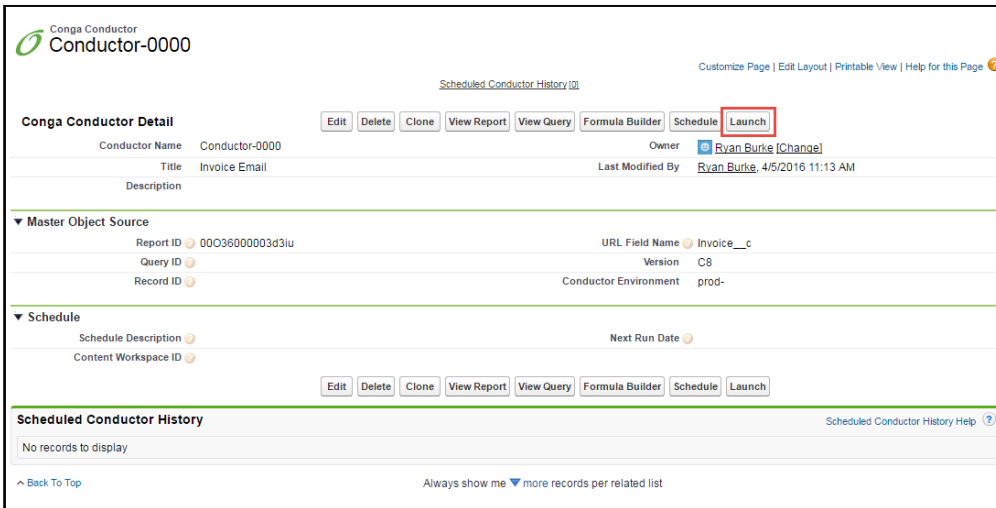 Conga Conductor
Conductor-0000
Customize Page | Edit Layout | Printable View | Help for this Page
Scheduled Conductor History [0]
Conga Conductor Detail Edit Delete Clone View Report View Query Formula Builder Schedule Launch
Conductor Name Conductor-0000 Owner Ryan Burke [Change]
Title Invoice Email Last Modified By Ryan Burke, 4/5/2016 11:13 AM
Description
▼ Master Object Source
Report ID ? 00O36000003d3iu URL Field Name ? Invoice__c
Query ID ? Version C8
Record ID ? Conductor Environment prod-
▼ Schedule
Schedule Description ? Next Run Date ?
Content Workspace ID ?
Edit Delete Clone View Report View Query Formula Builder Schedule Launch
Scheduled Conductor History Scheduled Conductor History Help ?
No records to display
^ Back To Top Always show me ▼ more records per related list